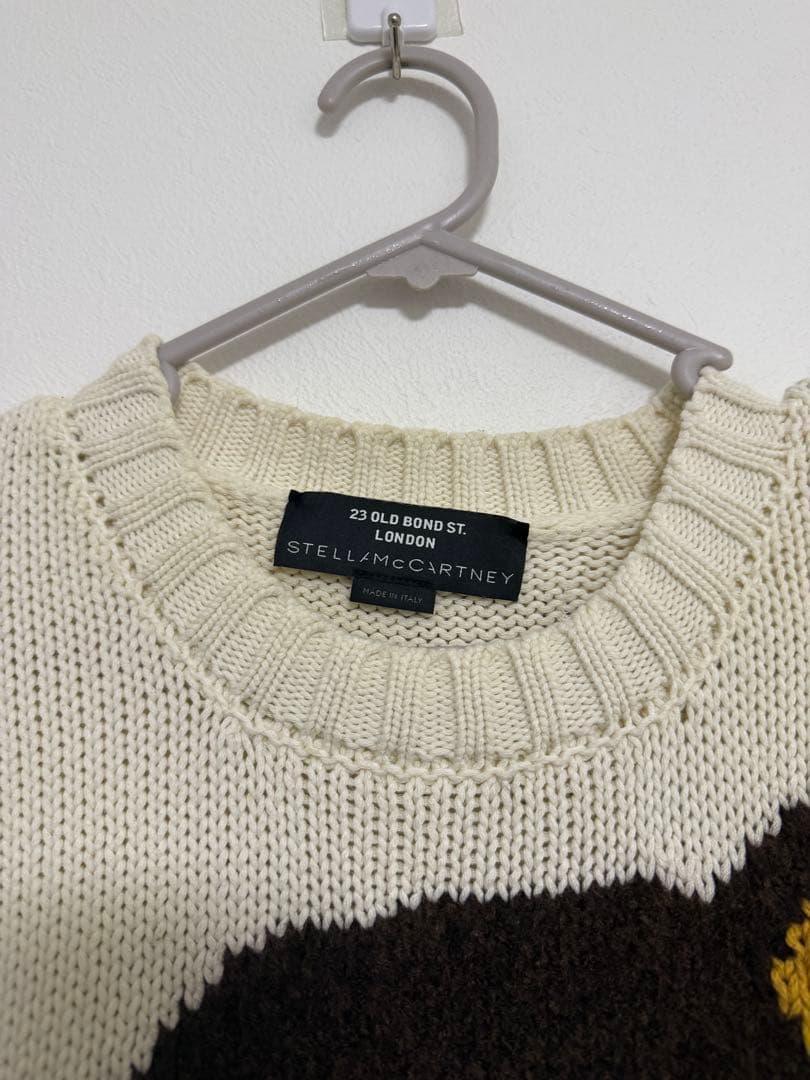 23 OLD BOND ST.
LONDON
STELLAMcCARTNEY
MADE IN ITALY